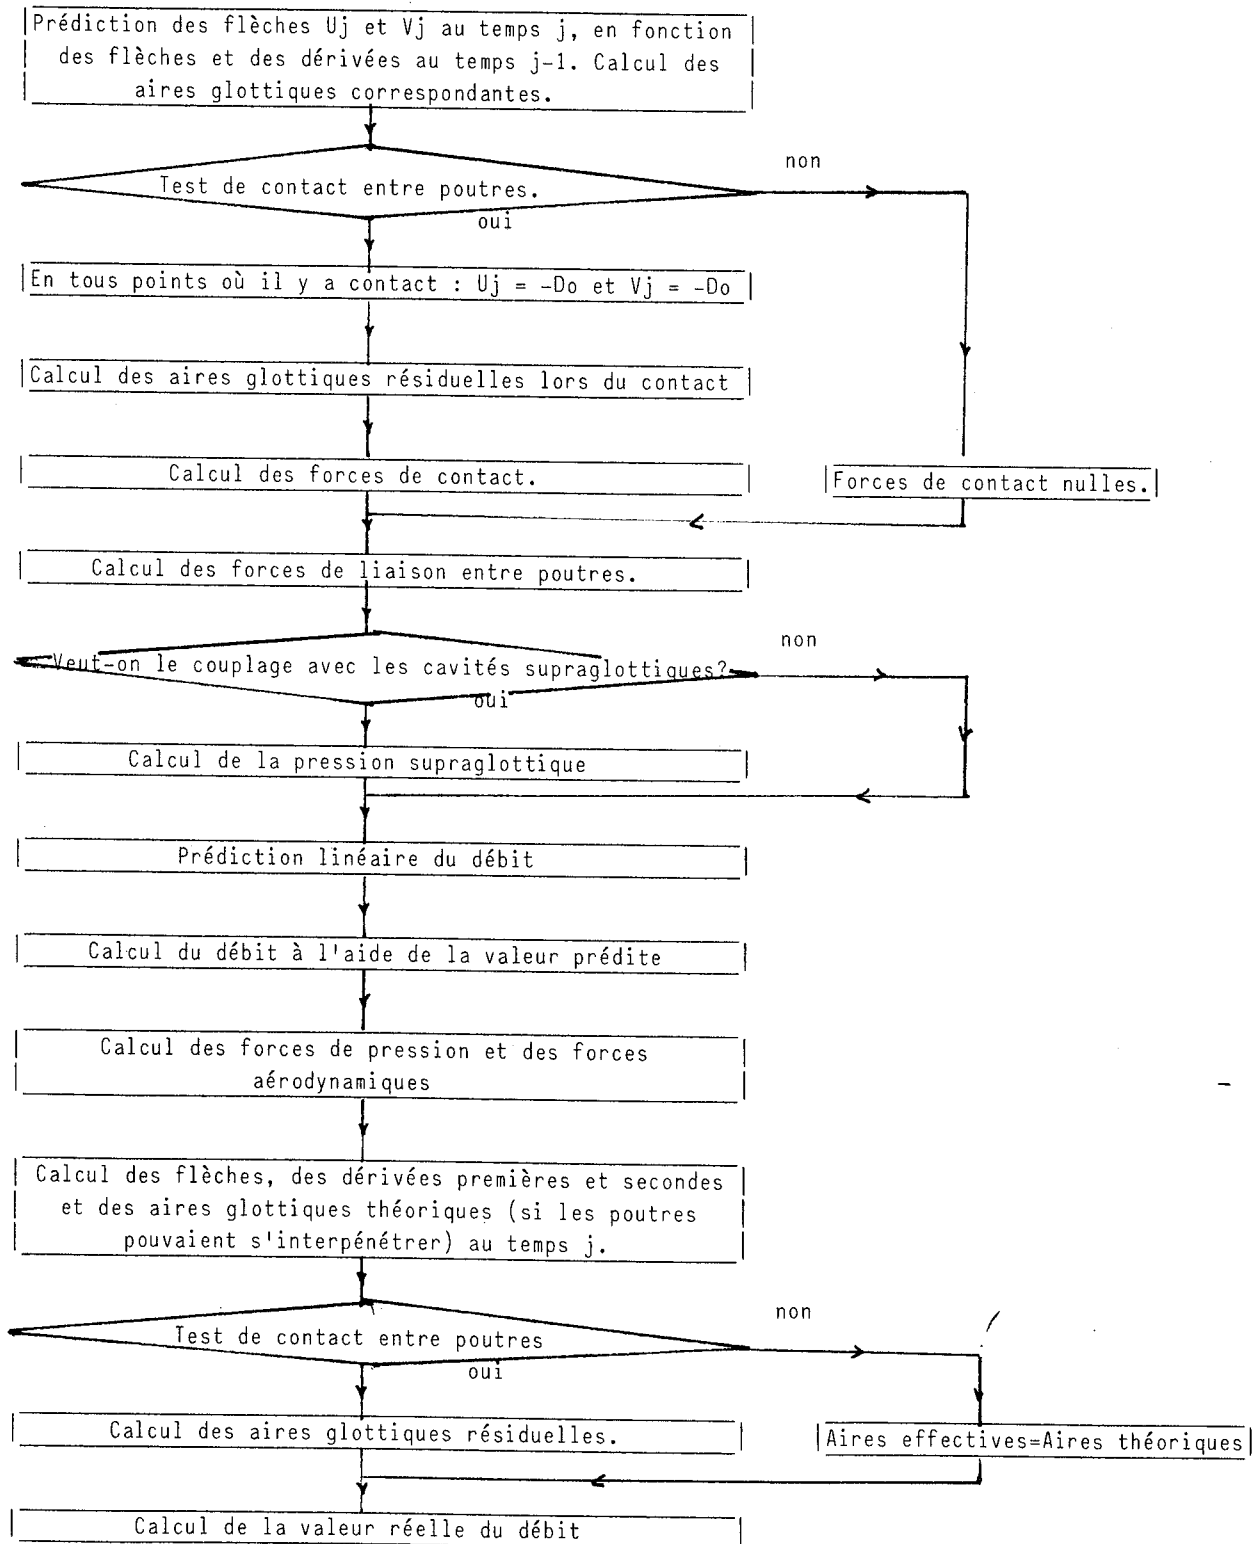 Prédiction des flèches Uj et Vj au temps j, en fonction
des flèches et des dérivées au temps j-1. Calcul des
aires glottiques correspondantes.
non
Test de contact entre poutres.
oui
En tous points où il y a contact : Uj = -Do et Vj = -Do
Calcul des aires glottiques résiduelles lors du contact
Calcul des forces de contact.
Forces de contact nulles.
Calcul des forces de liaison entre poutres.
non
Veut-on le couplage avec les cavités supraglottiques?
oui
Calcul de la pression supraglottique
Prédiction linéaire du débit
Calcul du débit à l'aide de la valeur prédite
Calcul des forces de pression et des forces
aérodynamiques
Calcul des flèches, des dérivées premières et secondes
et des aires glottiques théoriques (si les poutres
pouvaient s'interpénétrer) au temps j.
non
Test de contact entre poutres
oui
Calcul des aires glottiques résiduelles.
Aires effectives=Aires théoriques
Calcul de la valeur réelle du débit